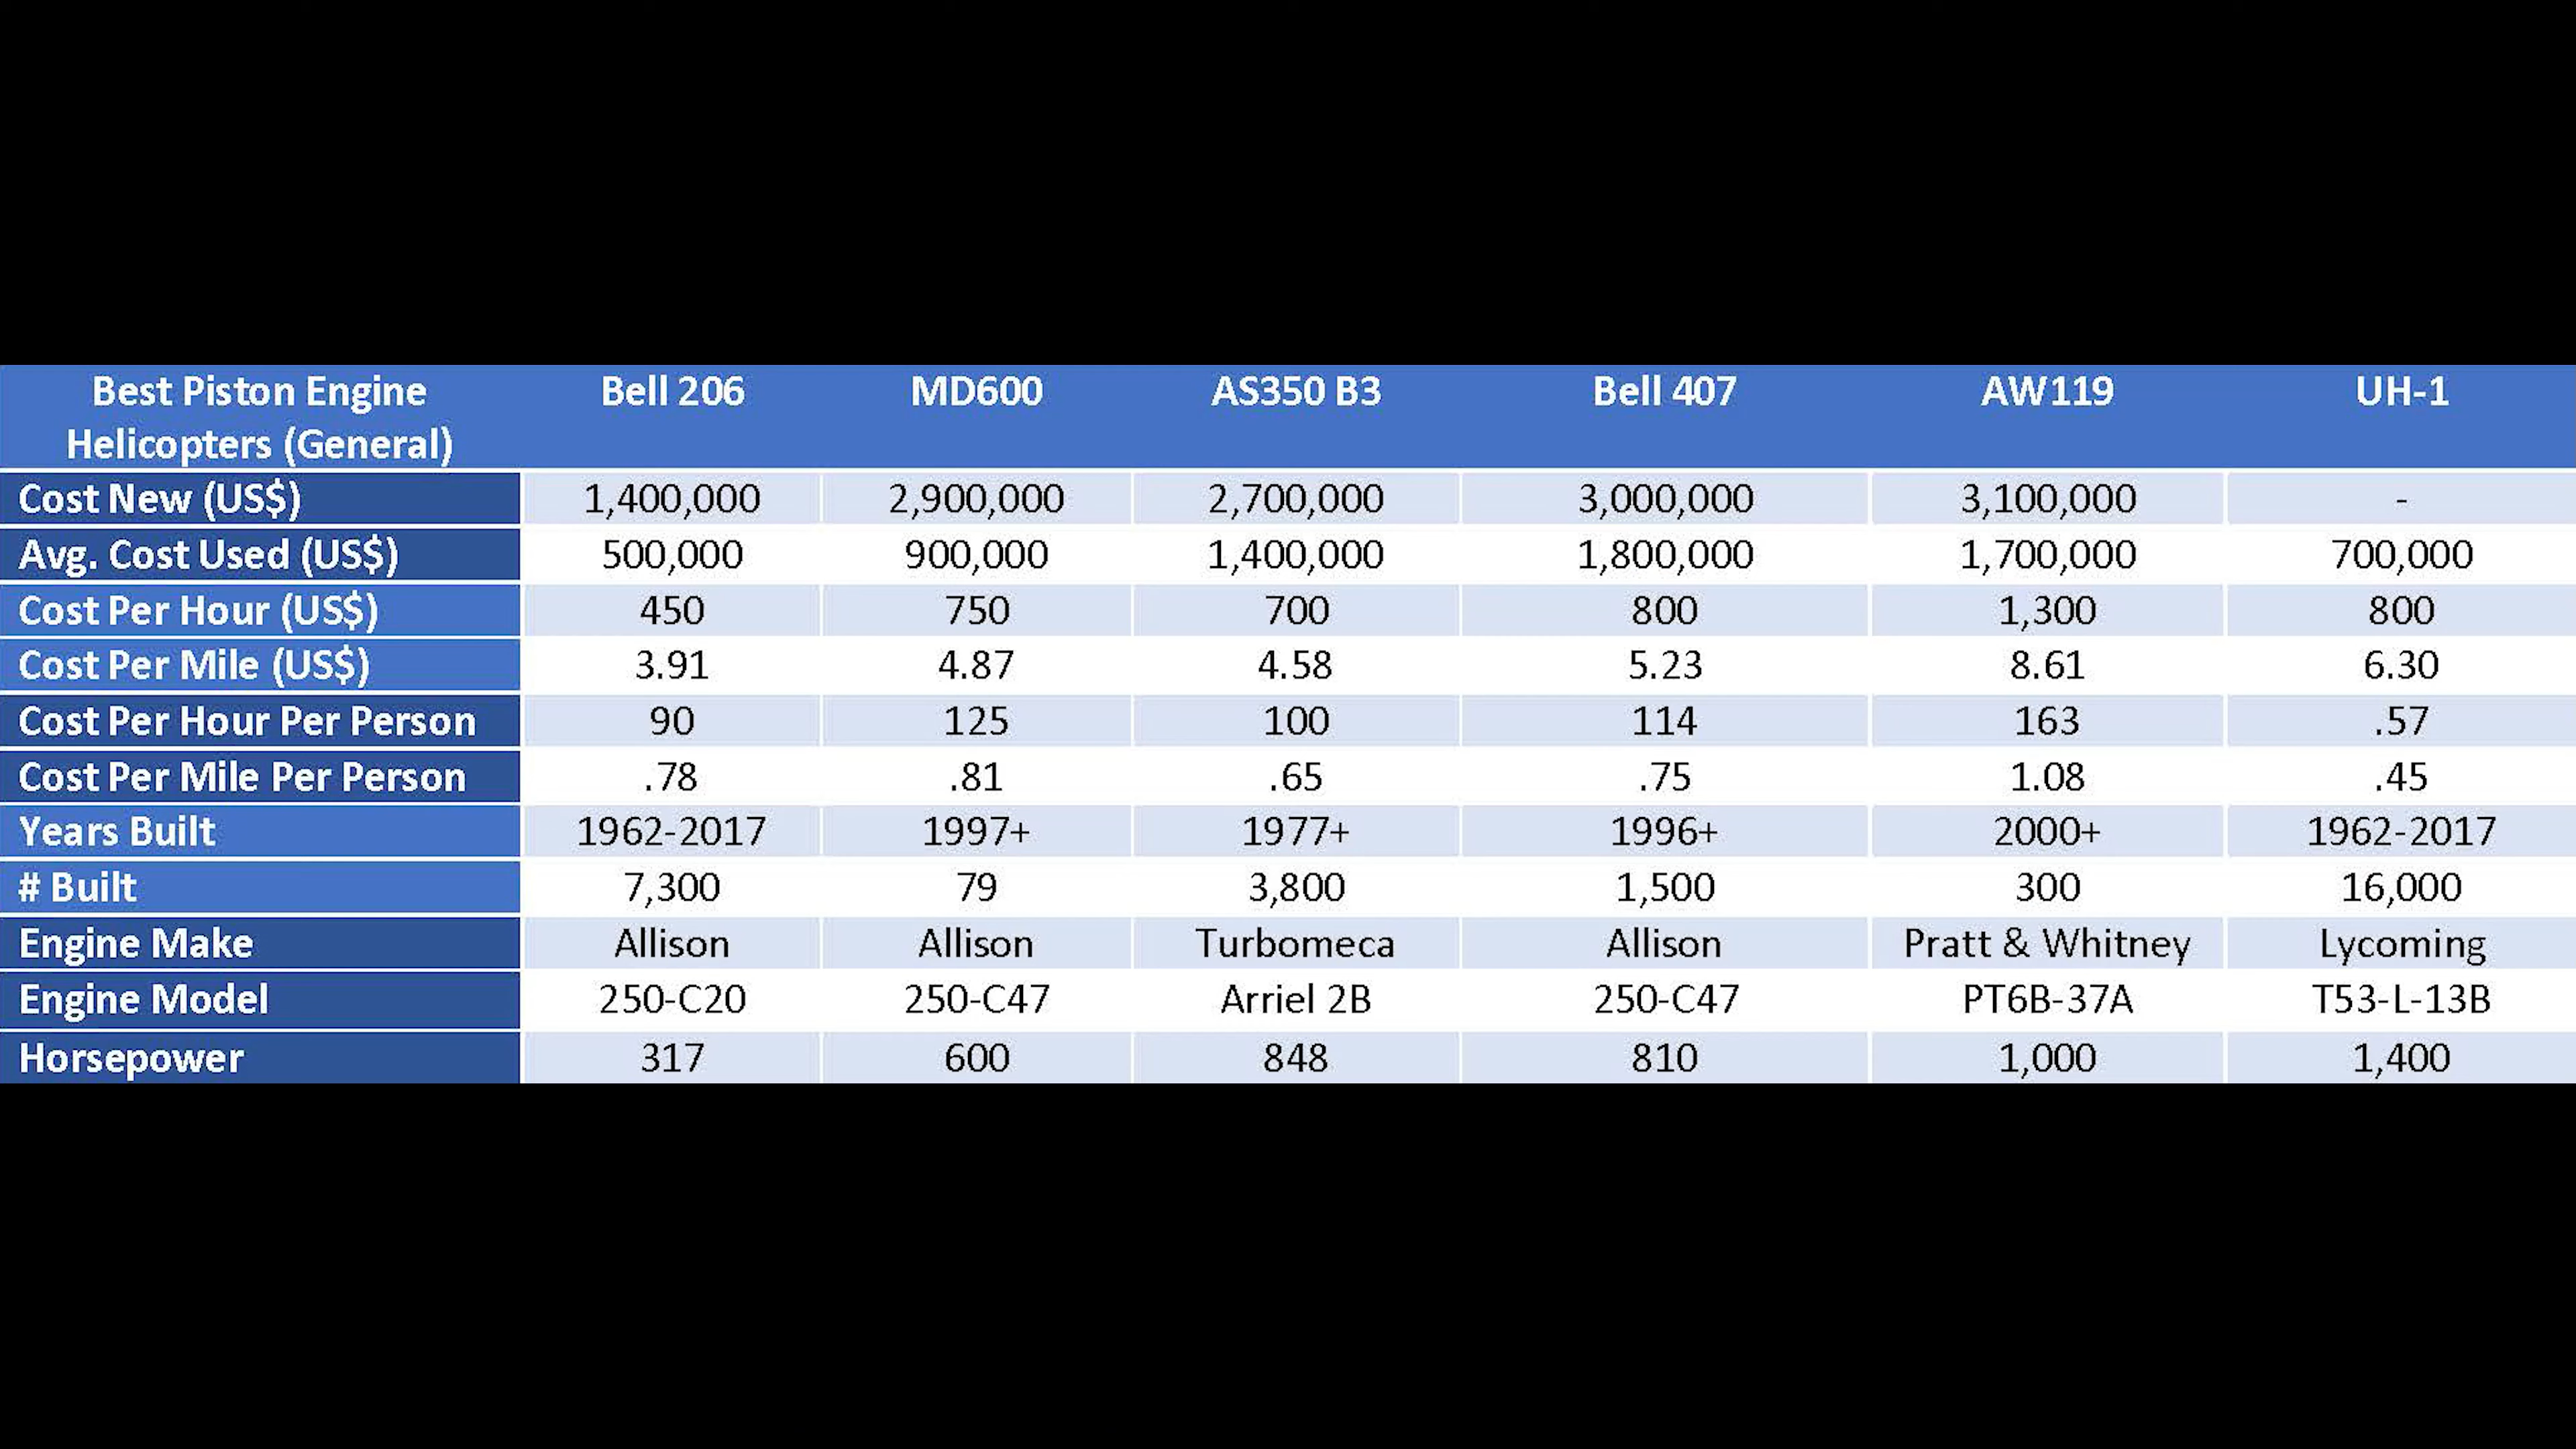 Best Piston Engine Helicopters (General) Bell 206 MD600 AS350 B3 Bell 407 AW119 UH-1
Cost New (US$) 1,400,000 2,900,000 2,700,000 3,000,000 3,100,000 -
Avg. Cost Used (US$) 500,000 900,000 1,400,000 1,800,000 1,700,000 700,000
Cost Per Hour (US$) 450 750 700 800 1,300 800
Cost Per Mile (US$) 3.91 4.87 4.58 5.23 8.61 6.30
Cost Per Hour Per Person 90 125 100 114 163 .57
Cost Per Mile Per Person .78 .81 .65 .75 1.08 .45
Years Built 1962-2017 1997+ 1977+ 1996+ 2000+ 1962-2017
# Built 7,300 79 3,800 1,500 300 16,000
Engine Make Allison Allison Turbomeca Allison Pratt & Whitney Lycoming
Engine Model 250-C20 250-C47 Arriel 2B 250-C47 PT6B-37A T53-L-13B
Horsepower 317 600 848 810 1,000 1,400